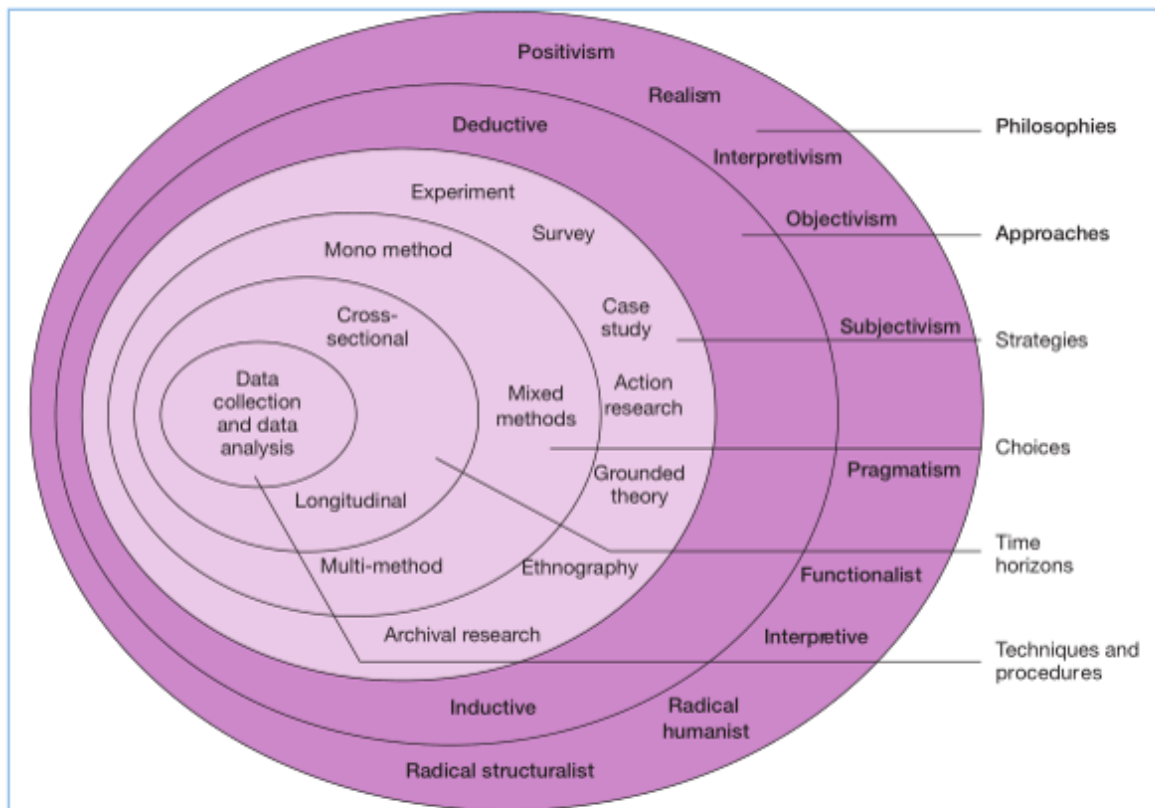 Positivism
Realism
Philosophies
Deductive
Interpretivism
Experiment
Objectivism
Survey
Approaches
Mono method
Case
study
Cross-
sectional
Subjectivism
Strategies
Data
collection
and data
analysis
Mixed
methods
Action
research
Choices
Grounded
theory
Pragmatism
Longitudinal
Time
horizons
Multi-method
Ethnography
Functionalist
Archival research
Interpretive
Techniques and
procedures
Inductive
Radical
humanist
Radical structuralist